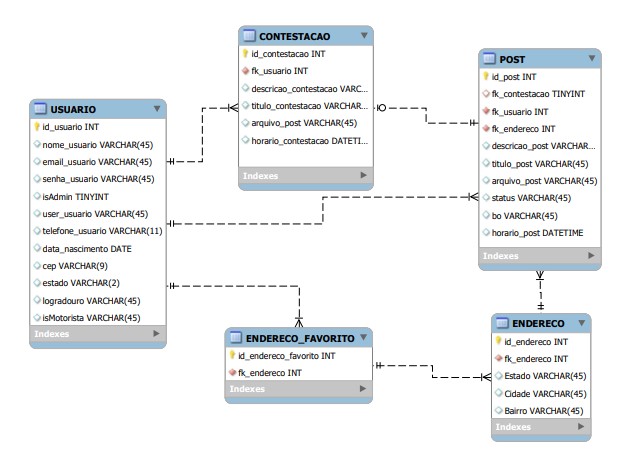 CONTESTACAO
id_contestacao INT
fk_usuario INT
descricao_contestacao VARC...
titulo_contestacao VARCHAR...
arquivo_post VARCHAR(45)
horario_contestacao DATETI...
Indexes
POST
id_post INT
fk_contestacao TINYINT
fk_usuario INT
fk_endereco INT
descricao_post VARCHAR...
titulo_post VARCHAR(45)
arquivo_post VARCHAR(45)
status VARCHAR(45)
bo VARCHAR(45)
horario_post DATETIME
Indexes
USUARIO
id_usuario INT
nome_usuario VARCHAR(45)
email_usuario VARCHAR(45)
senha_usuario VARCHAR(45)
isAdmin TINYINT
user_usuario VARCHAR(45)
telefone_usuario VARCHAR(11)
data_nascimento DATE
cep VARCHAR(9)
estado VARCHAR(2)
logradouro VARCHAR(45)
isMotorista VARCHAR(45)
Indexes
ENDERECO_FAVORITO
id_endereco_favorito INT
fk_endereco INT
Indexes
ENDERECO
id_endereco INT
fk_endereco INT
Estado VARCHAR(45)
Cidade VARCHAR(45)
Bairro VARCHAR(45)
Indexes